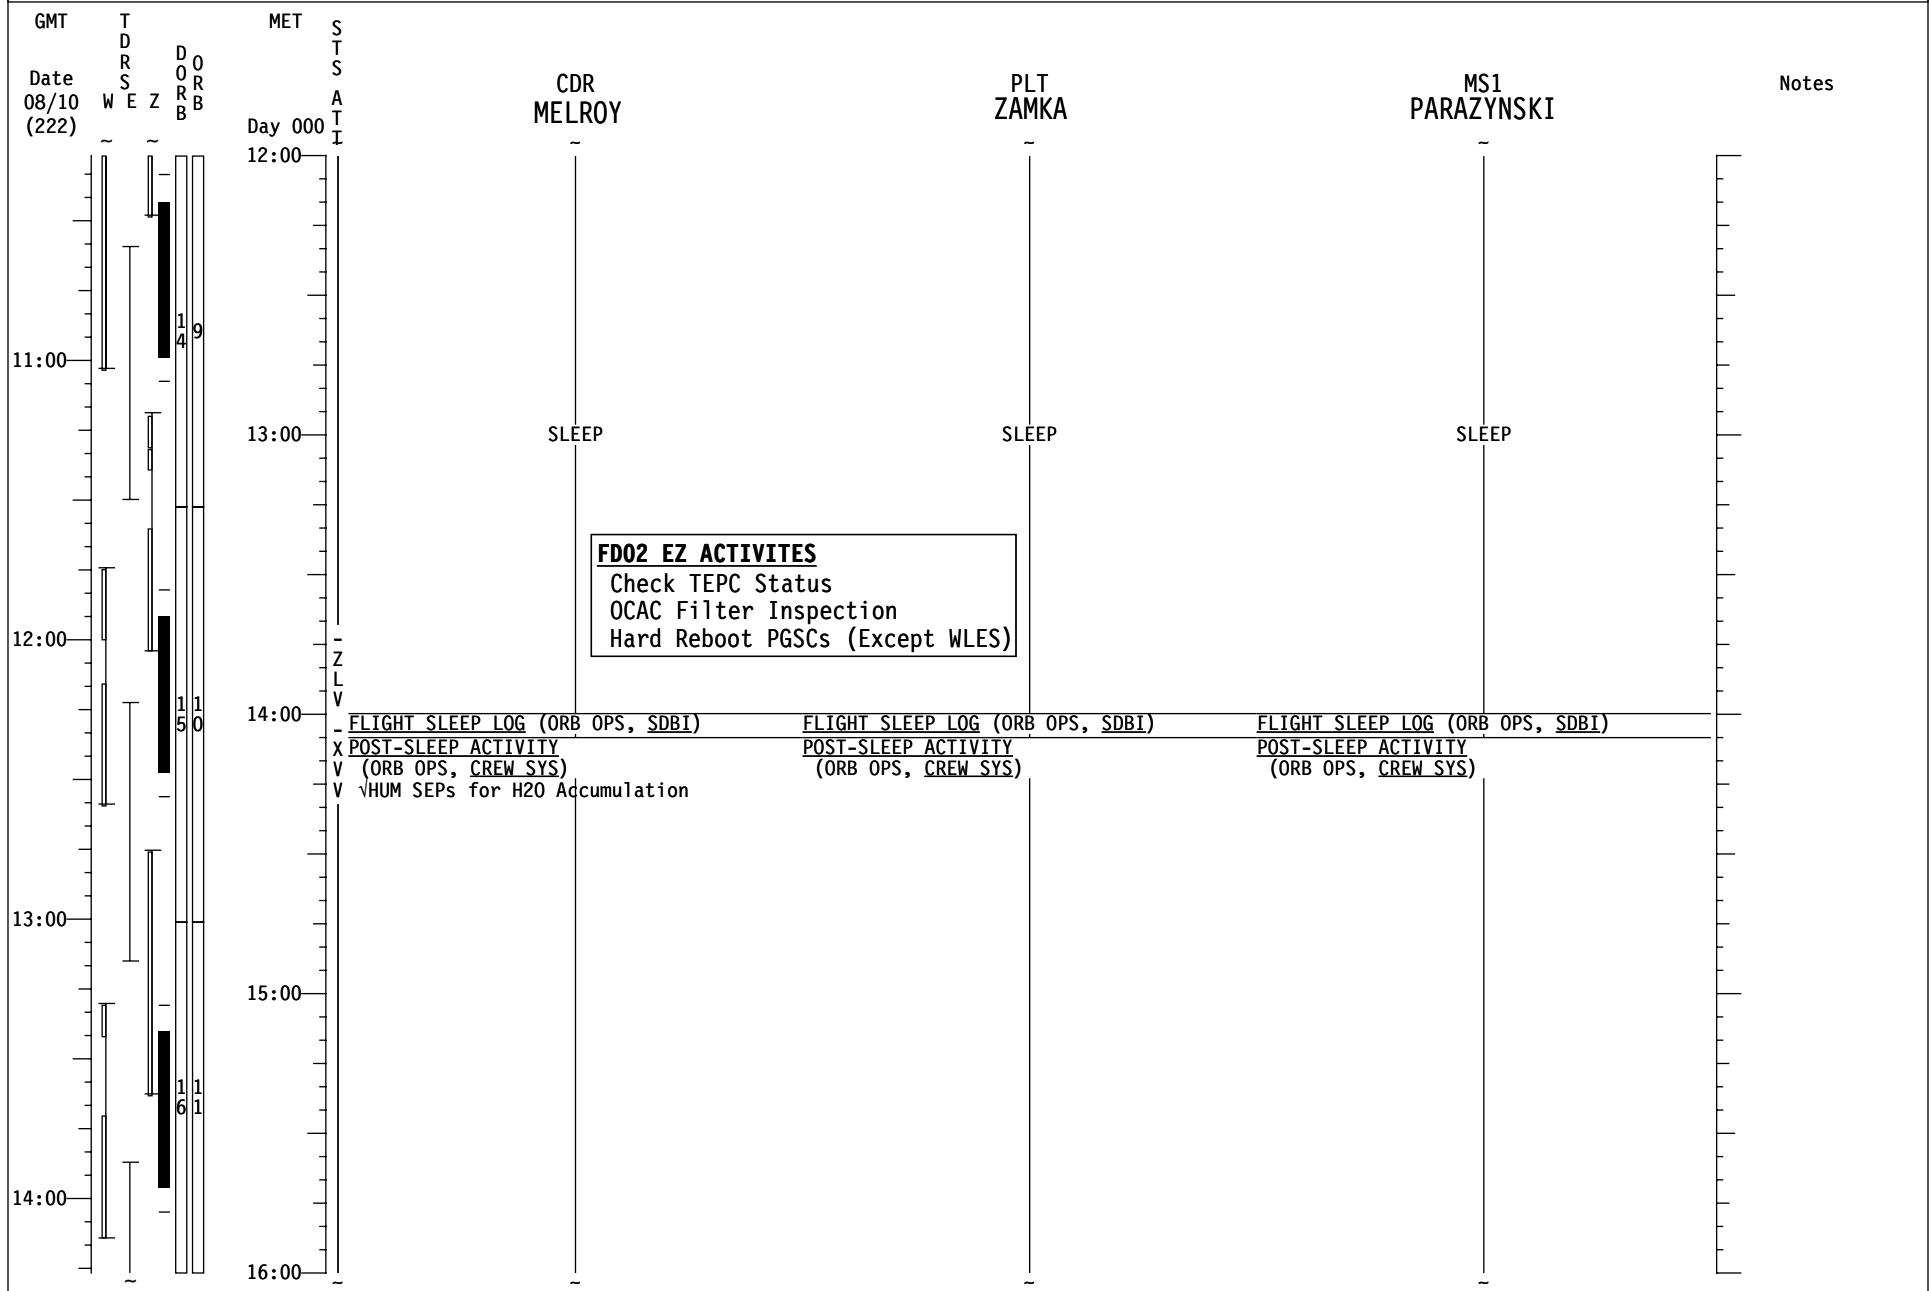 GMT
TDRS
MET
STS ATT
DORB
ORB
Date
08/10
(222)
W E Z
Day 000
CDR
MELROY
PLT
ZAMKA
MS1
PARAZYNSKI
Notes
~ ~ ~ ~ ~
12:00
14 9
11:00
13:00 SLEEP SLEEP SLEEP
FD02 EZ ACTIVITES
Check TEPC Status
OCAC Filter Inspection
Hard Reboot PGSCs (Except WLES)
12:00
-ZLV
15 10
14:00
FLIGHT SLEEP LOG (ORB OPS, SDBI) FLIGHT SLEEP LOG (ORB OPS, SDBI) FLIGHT SLEEP LOG (ORB OPS, SDBI)
-XVV
POST-SLEEP ACTIVITY POST-SLEEP ACTIVITY POST-SLEEP ACTIVITY
(ORB OPS, CREW SYS) (ORB OPS, CREW SYS) (ORB OPS, CREW SYS)
√HUM SEPs for H2O Accumulation
13:00
15:00
16 11
14:00
16:00
~ ~ ~ ~ ~